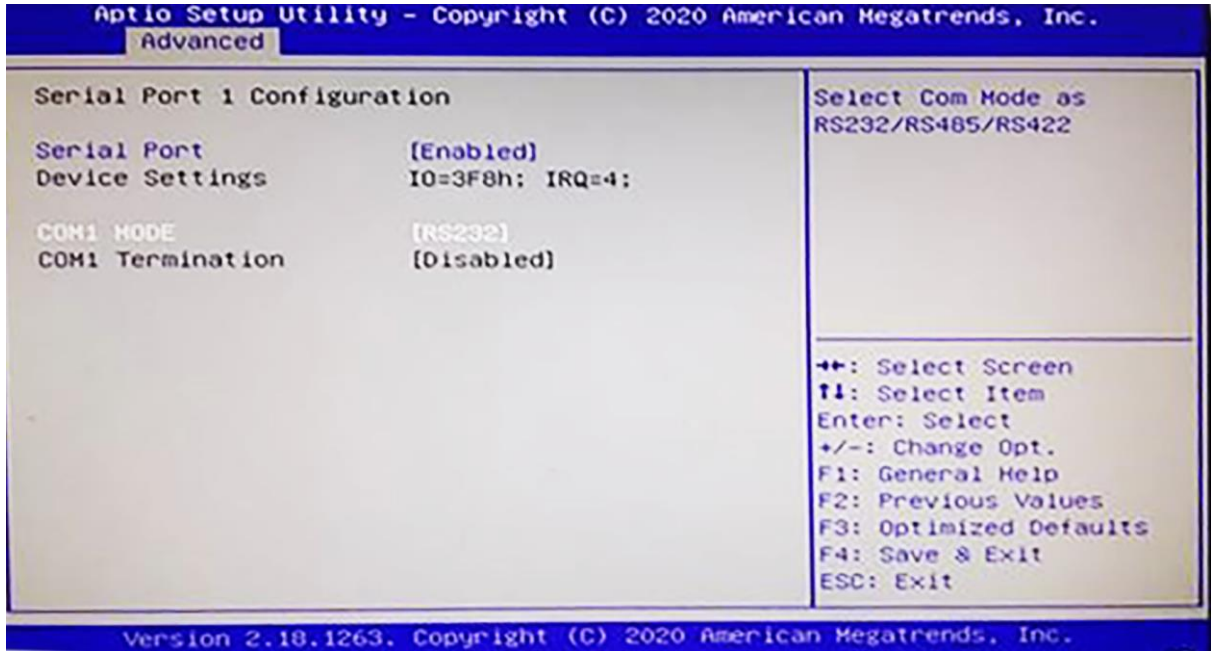 Aptio Setup Utility – Copyright (C) 2020 American Megatrends, Inc.
Advanced
Serial Port 1 Configuration
Serial Port [Enabled]
Device Settings IO=3F8h; IRQ=4;
COM1 MODE [RS232]
COM1 Termination [Disabled]
Select Com Mode as
RS232/RS485/RS422
→←: Select Screen
↑↓: Select Item
Enter: Select
+/-: Change Opt.
F1: General Help
F2: Previous Values
F3: Optimized Defaults
F4: Save & Exit
ESC: Exit
Version 2.18.1263. Copyright (C) 2020 American Megatrends, Inc.